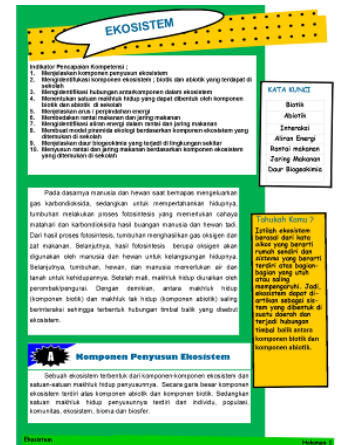 EKOSISTEM
Indikator Pencapaian Kompetensi ;
1. Menjelaskan komponen penyusun ekosistem
2. Mengidentifukasi komponen ekosistem ; biotis dan abiotik yang terdapat di
sekolah
3. Mengidentifikasi hubungan antarkomponen dalam ekosistem
4. Menentukan satuan makhluk hidup yang dapat dibentuk oleh komponen
biotik dan abiotik di sekolah
5. Menjelaskan arus / perpindahan energi
6. Membedakan rantai makanan dan jaring makanan
7. Mengidentifikasi aliran energi dalam rantai dan jaring makanan
8. Membuat model piramida ekologi berdasarkan komponen ekosistem yang
ditemukan di sekolah
9. Menjelaskan daur biogeokimia yang terjadi di lingkungan sekitar
10. Menyusun rantai dan jaring makanan berdasarkan komponen ekosistem
yang ditemukan di sekolah
KATA KUNCI
Biotik
Abiotik
Interaksi
Aliran Energi
Rantai makanan
Jaring Makanan
Daur Biogeokimia
Pada dasarnya manusia dan hewan saat bernapas mengeluarkan
gas karbondioksida, sedangkan untuk mempertahankan hidupnya,
tumbuhan melakukan proses fotosintesis yang memerlukan cahaya
matahari dan karbondioksida hasil buangan manusia dan hewan tadi.
Dari hasil proses fotosintesis, tumbuhan menghasilkan gas oksigen dan
zat makanan. Selanjutnya, hasil fotosintesis berupa oksigen akan
digunakan oleh manusia dan hewan untuk kelangsungan hidupnya.
Selanjutnya, tumbuhan, hewan, dan manusia memerlukan air dan
tanah untuk kehidupannya. Setelah mati, makhluk hidup diuraikan oleh
perombak/pengurai. Dengan demikian, antara makhluk hidup
(komponen biotik) dan makhluk tak hidup (komponen abiotik) saling
berinteraksi sehingga terbentuk hubungan timbal balik yang disebut
ekosistem.
Tahukah Kamu ?
Istilah ekosistem
berasal dari kata
oikos yang berarti
rumah sendiri dan
sistema yang berarti
terdiri atas bagian-
bagian yang utuh
atau saling
mempengaruhi. Jadi,
ekosistem dapat di-
artikan sebagai sis-
tem yang dibentuk di
suatu daerah dan
terjadi hubungan
timbal balik antara
komponen biotik dan
komponen abiotik.
A Komponen Penyusun Ekosistem
Sebuah ekosistem terbentuk dari komponen-komponen ekosistem dan
satuan-satuan makhluk hidup penyusunnya. Secara garis besar komponen
ekosistem terdiri atas komponen abiotik dan komponen biotik. Sedangkan
satuan makhluk hidup penyusunnya terdiri dari individu, populasi,
komunitas, ekosistem, bioma dan biosfer.
Ekosistem
Halaman 1